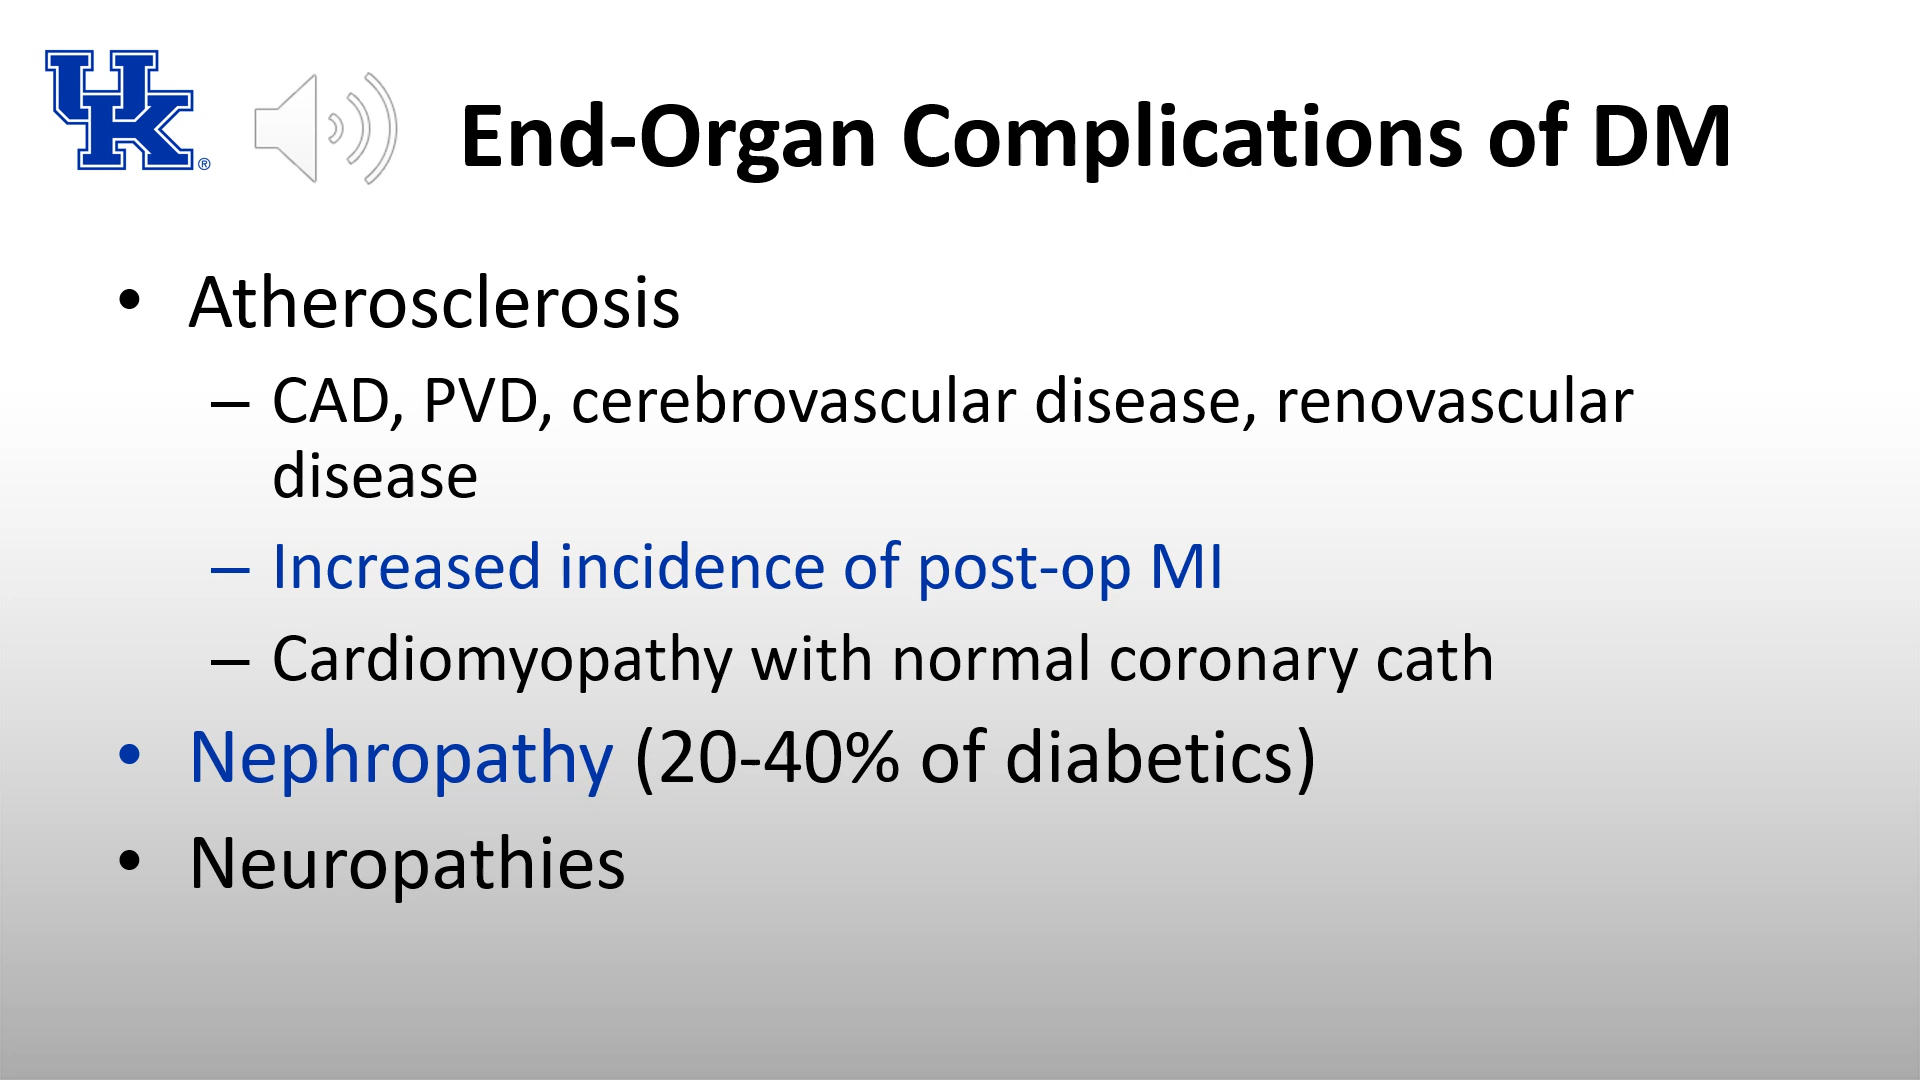 UK®
End-Organ Complications of DM
• Atherosclerosis
– CAD, PVD, cerebrovascular disease, renovascular
disease
– Increased incidence of post-op MI
– Cardiomyopathy with normal coronary cath
• Nephropathy (20-40% of diabetics)
• Neuropathies